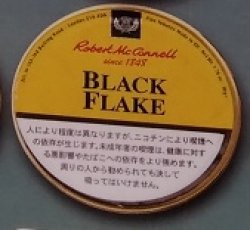 Robert McConnell
since 1848
BLACK
FLAKE
人により程度は異なりますが、ニコチンにより喫煙へ
の依存が生じます。未成年者の喫煙は、健康に対す
る悪影響やたばこへの依存をより強めます。
周りの人から勧められても決して
吸ってはいけません。